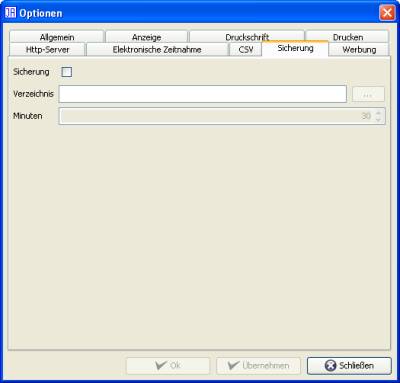 JA Optionen
Allgemein Anzeige Druckschrift Drucken
Http-Server Elektronische Zeitnahme CSV Sicherung Werbung
Sicherung
Verzeichnis ...
Minuten 30
Ok Übernehmen Schließen